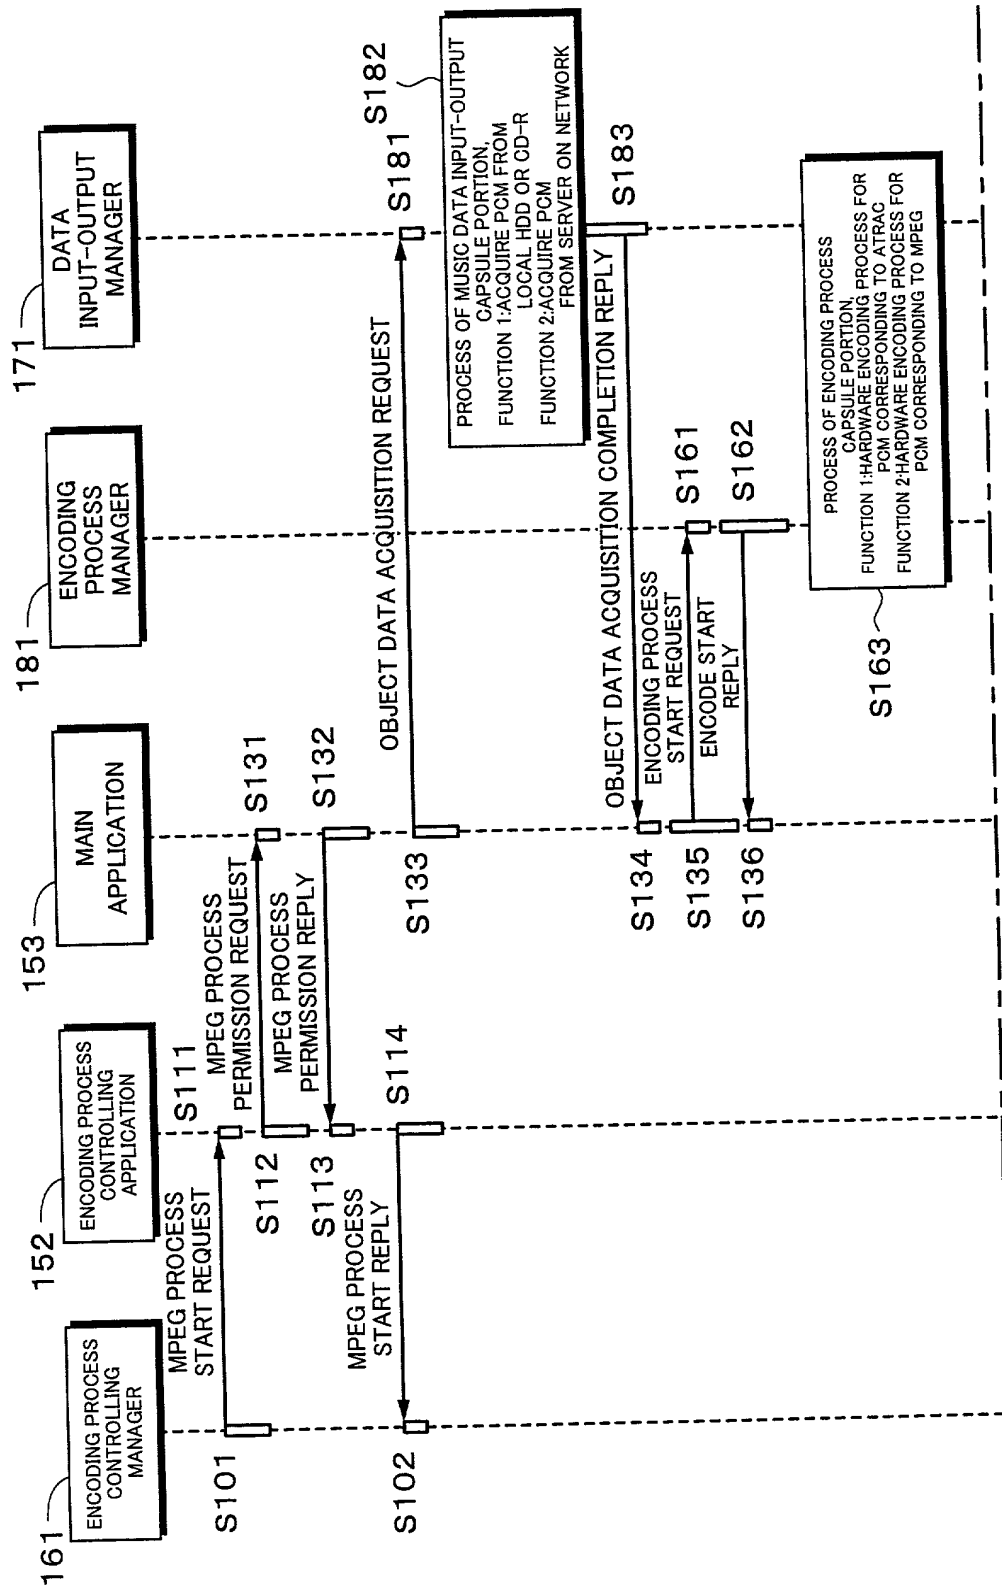 161
ENCODING PROCESS
CONTROLLING
MANAGER
152
ENCODING PROCESS
CONTROLLING
APPLICATION
153
MAIN
APPLICATION
181
ENCODING
PROCESS
MANAGER
171
DATA
INPUT-OUTPUT
MANAGER
S101
MPEG PROCESS
START REQUEST
S111
S112
MPEG PROCESS
PERMISSION REQUEST
S131
S132
MPEG PROCESS
PERMISSION REPLY
S113
S114
MPEG PROCESS
START REPLY
S102
S133
OBJECT DATA ACQUISITION REQUEST
S181
S182
PROCESS OF MUSIC DATA INPUT-OUTPUT
CAPSULE PORTION,
FUNCTION 1:ACQUIRE PCM FROM
LOCAL HDD OR CD-R
FUNCTION 2:ACQUIRE PCM
FROM SERVER ON NETWORK
S183
OBJECT DATA ACQUISITION COMPLETION REPLY
S134
S135
ENCODING PROCESS
START REQUEST
S161
S162
ENCODE START
REPLY
S136
S163
PROCESS OF ENCODING PROCESS
CAPSULE PORTION,
FUNCTION 1:HARDWARE ENCODING PROCESS FOR
PCM CORRESPONDING TO ATRAC
FUNCTION 2:HARDWARE ENCODING PROCESS FOR
PCM CORRESPONDING TO MPEG